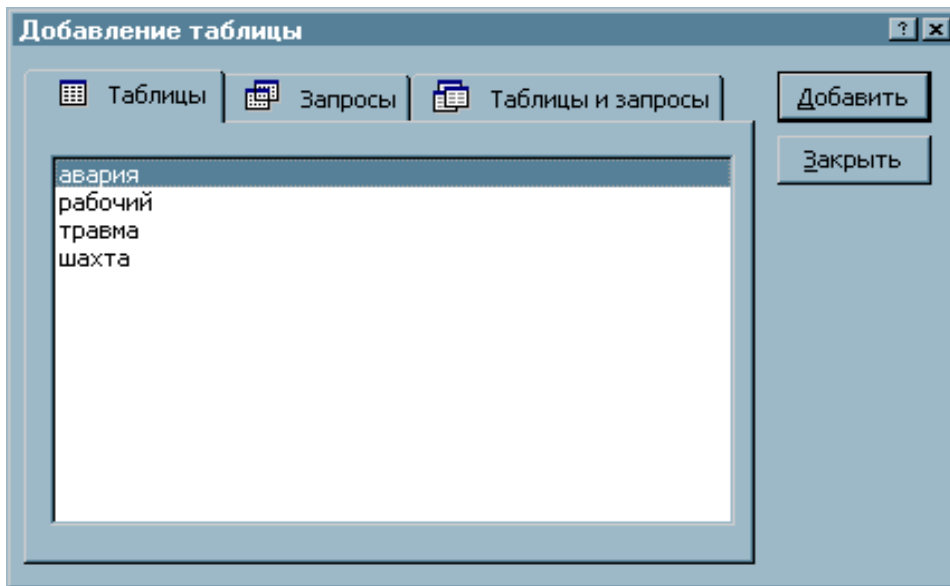 Добавление таблицы
Таблицы
Запросы
Таблицы и запросы
Добавить
Закрыть
авария
рабочий
травма
шахта